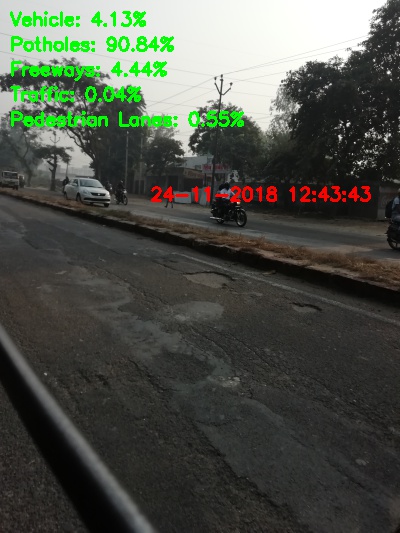 Vehicle: 4.13%
Potholes: 90.84%
Freeways: 4.44%
Traffic: 0.04%
Pedestrian Lanes: 0.55%
24-11-2018 12:43:43